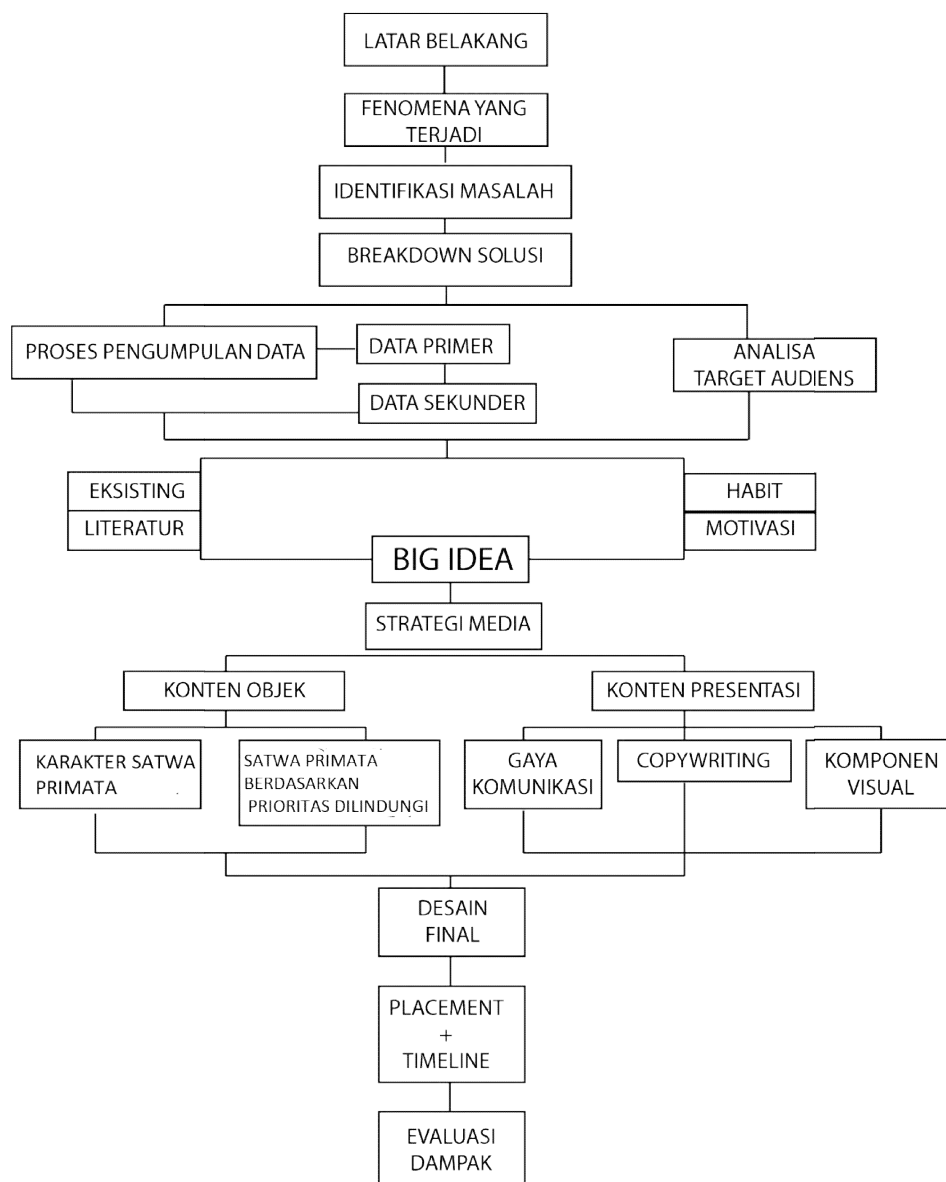 LATAR BELAKANG
FENOMENA YANG
TERJADI
IDENTIFIKASI MASALAH
BREAKDOWN SOLUSI
PROSES PENGUMPULAN DATA
DATA PRIMER
DATA SEKUNDER
ANALISA
TARGET AUDIENS
EKSISTING
LITERATUR
HABIT
MOTIVASI
BIG IDEA
STRATEGI MEDIA
KONTEN OBJEK
KONTEN PRESENTASI
KARAKTER SATWA
PRIMATA
SATWA PRIMATA
BERDASARKAN
PRIORITAS DILINDUNGI
GAYA
KOMUNIKASI
COPYWRITING
KOMPONEN
VISUAL
DESAIN
FINAL
PLACEMENT
+
TIMELINE
EVALUASI
DAMPAK